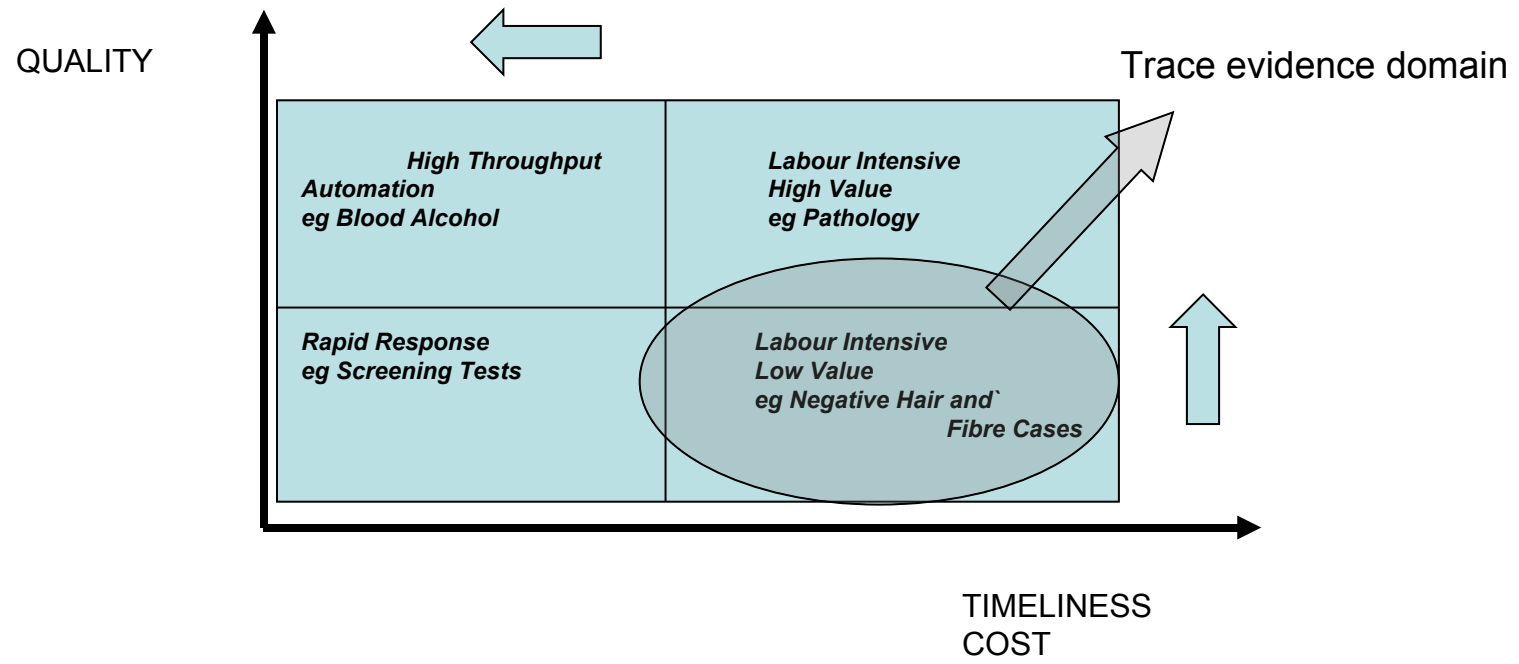 QUALITY
Trace evidence domain
High Throughput
Automation
eg Blood Alcohol
Labour Intensive
High Value
eg Pathology
Rapid Response
eg Screening Tests
Labour Intensive
Low Value
eg Negative Hair and`
Fibre Cases
TIMELINESS
COST